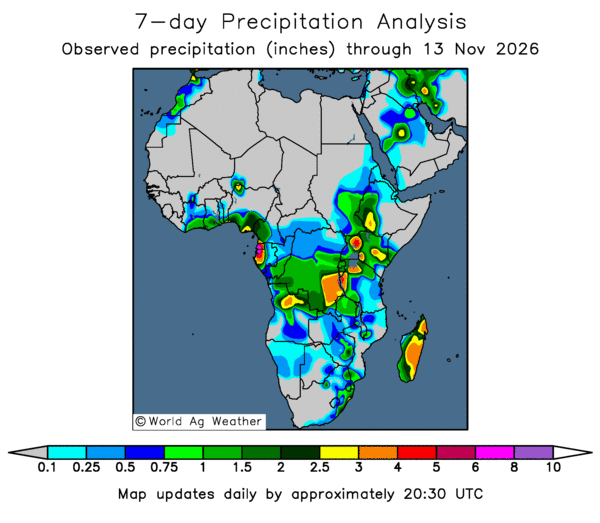 7-day Precipitation Analysis
Observed precipitation (inches) through 13 Nov 2026
© World Ag Weather
0.1 0.25 0.5 0.75 1 1.5 2 2.5 3 4 5 6 8 10
Map updates daily by approximately 20:30 UTC